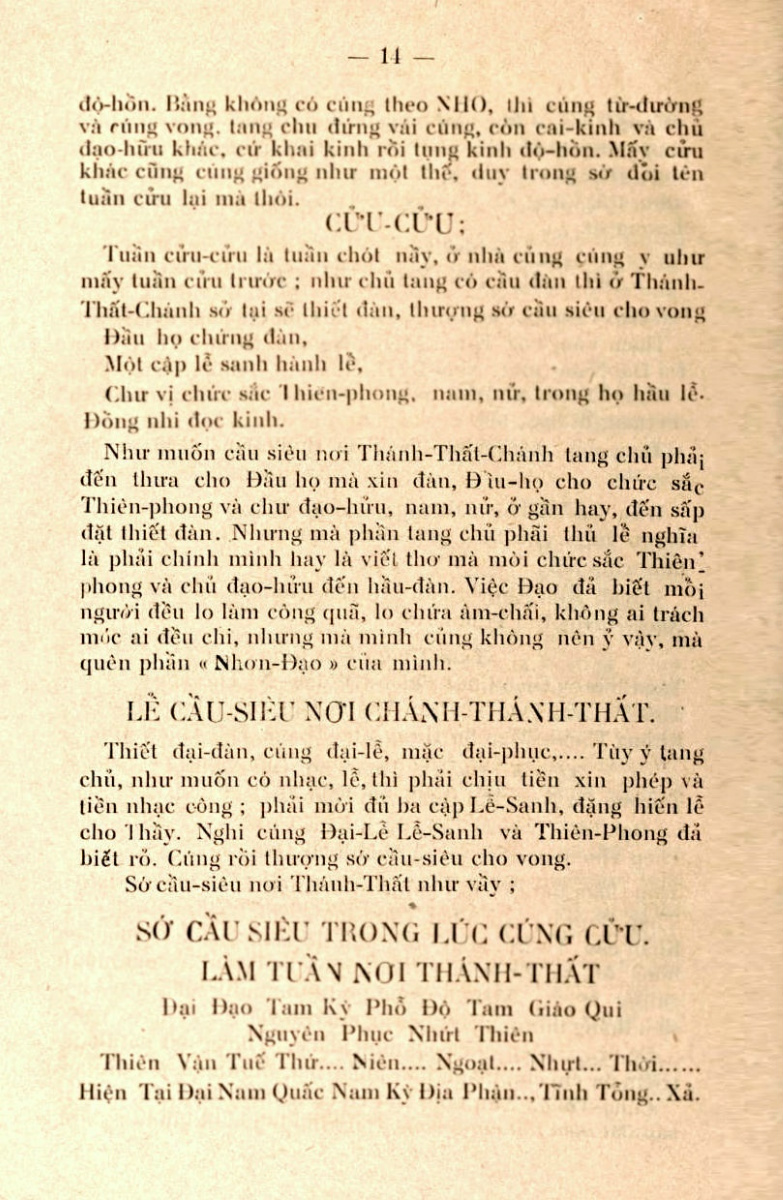 — 14 —
độ-hồn. Bằng không có cúng theo NHO, thì cúng từ-đường
và cúng vong, tang chủ đứng vái cúng, còn cai-kinh và chủ
đạo-hữu khác, cứ khai kinh rồi tụng kinh độ-hồn. Mấy cửu
khác cũng cúng giống như một thể, duy trong sớ đổi tên
tuần cửu lại mà thôi.
CỬU-CỬU:
Tuần cửu-cửu là tuần chót nầy, ở nhà cúng cúng y như
mấy tuần cửu trước ; như chủ tang có cầu đàn thì ở Thánh-
Thất-Chánh sở tại sẽ thiết đàn, thượng sớ cầu siêu cho vong
Đầu họ chứng đàn,
Một cặp lễ sanh hành lễ,
Chư vị chức sắc Thiên-phong, nam, nử, trong họ hầu lễ.
Đồng nhi đọc kinh.
Như muốn cầu siêu nơi Thánh-Thất-Chánh tang chủ phải
đến thưa cho Đầu họ mà xin đàn, Đầu-họ cho chức sắc
Thiên-phong và chư đạo-hửu, nam, nử, ở gần hay, đến sấp
đặt thiết đàn. Nhưng mà phần tang chủ phãi thủ lề nghĩa
là phải chính mình hay là viết thơ mà mời chức sắc Thiên-
phong và chủ đạo-hửu đến hầu-đàn. Việc Đạo đả biết mồi
người đều lo làm công quã, lo chứa âm-chất, không ai trách
móc ai đều chi, nhưng mà mình cúng không nên ỷ vậy, mà
quên phần « Nhơn-Đạo » của mình.
LỄ CẦU-SIÊU NƠI CHÁNH-THÁNH-THẤT.
Thiết đại-đàn, cúng đại-lễ, mặc đại-phục,.... Tùy ý tang
chủ, như muốn có nhạc, lễ, thì phải chịu tiền xin phép và
tiền nhạc công ; phải mời đủ ba cặp Lễ-Sanh, đặng hiến lễ
cho Thầy. Nghi cúng Đại-Lễ Lễ-Sanh và Thiên-Phong đả
biết rỏ. Cúng rồi thượng sớ cầu-siêu cho vong.
Sớ cầu-siêu nơi Thánh-Thất như vầy ;
SỚ CẦU SIÊU TRONG LÚC CÚNG CỬU.
LÀM TUẦN NƠI THÁNH-THẤT
Đại Đạo Tam Kỳ Phổ Độ Tam Giáo Qui
Nguyên Phục Nhứt Thiên
Thiên Vận Tuế Thứ.... Niên.... Ngoạt.... Nhựt... Thời......
Hiện Tại Đại Nam Quấc Nam Kỳ Địa Phận.., Tĩnh Tổng.. Xả.